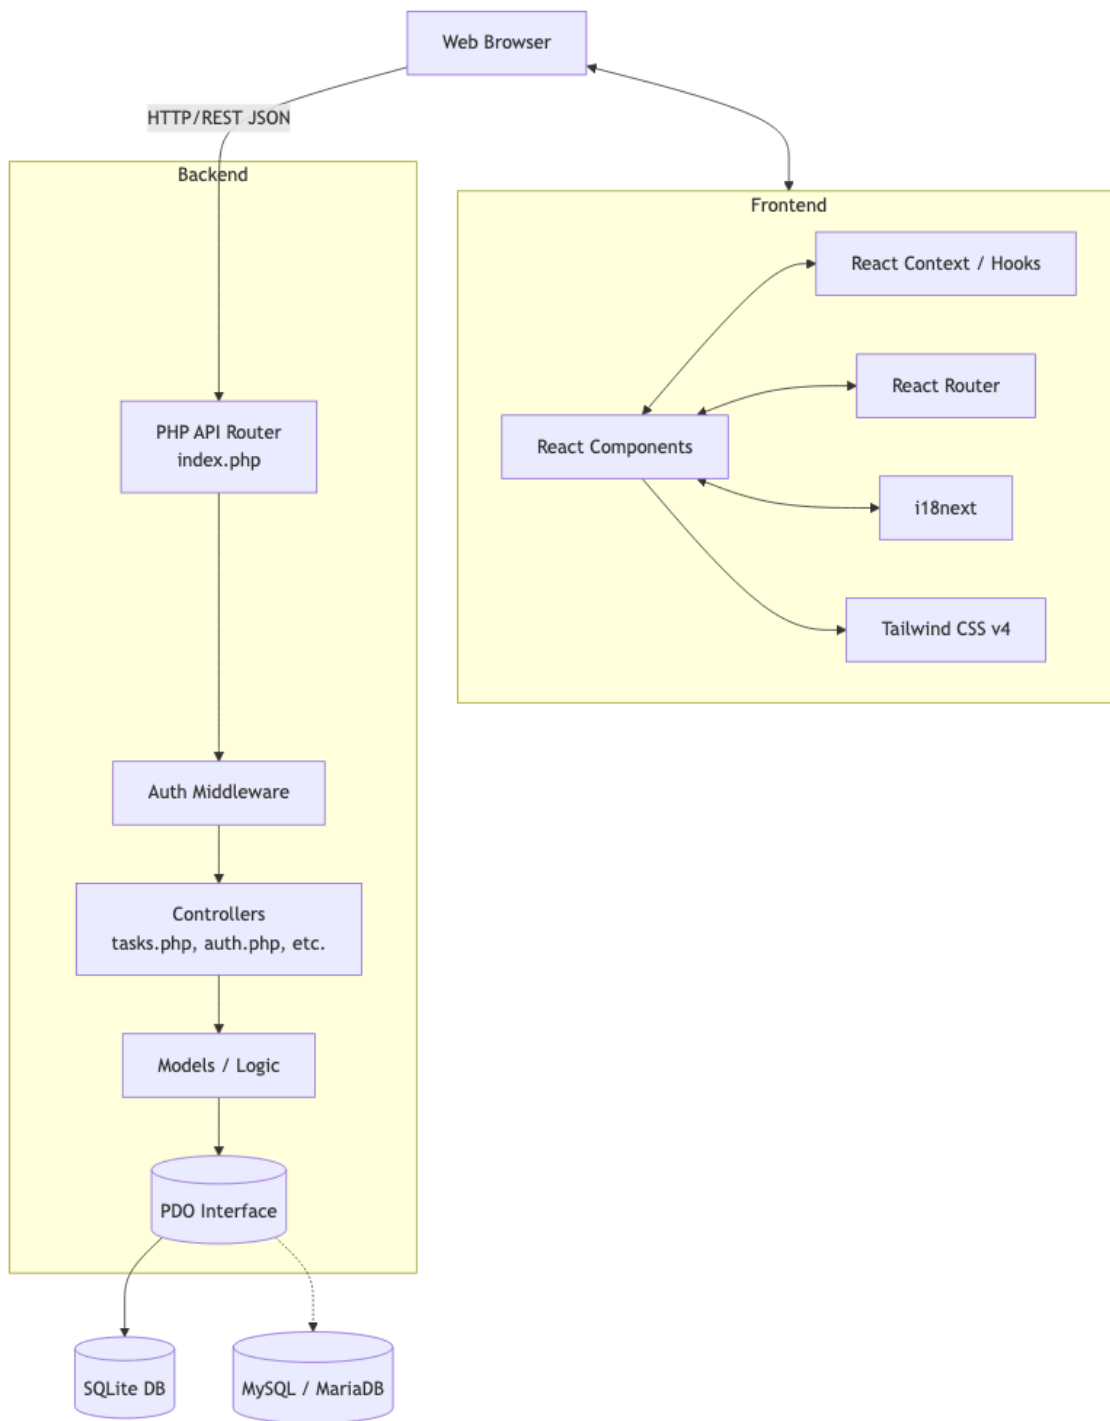 Web Browser
HTTP/REST JSON
Backend
PHP API Router
index.php
Auth Middleware
Controllers
tasks.php, auth.php, etc.
Models / Logic
PDO Interface
SQLite DB
MySQL / MariaDB
Frontend
React Context / Hooks
React Router
React Components
i18next
Tailwind CSS v4